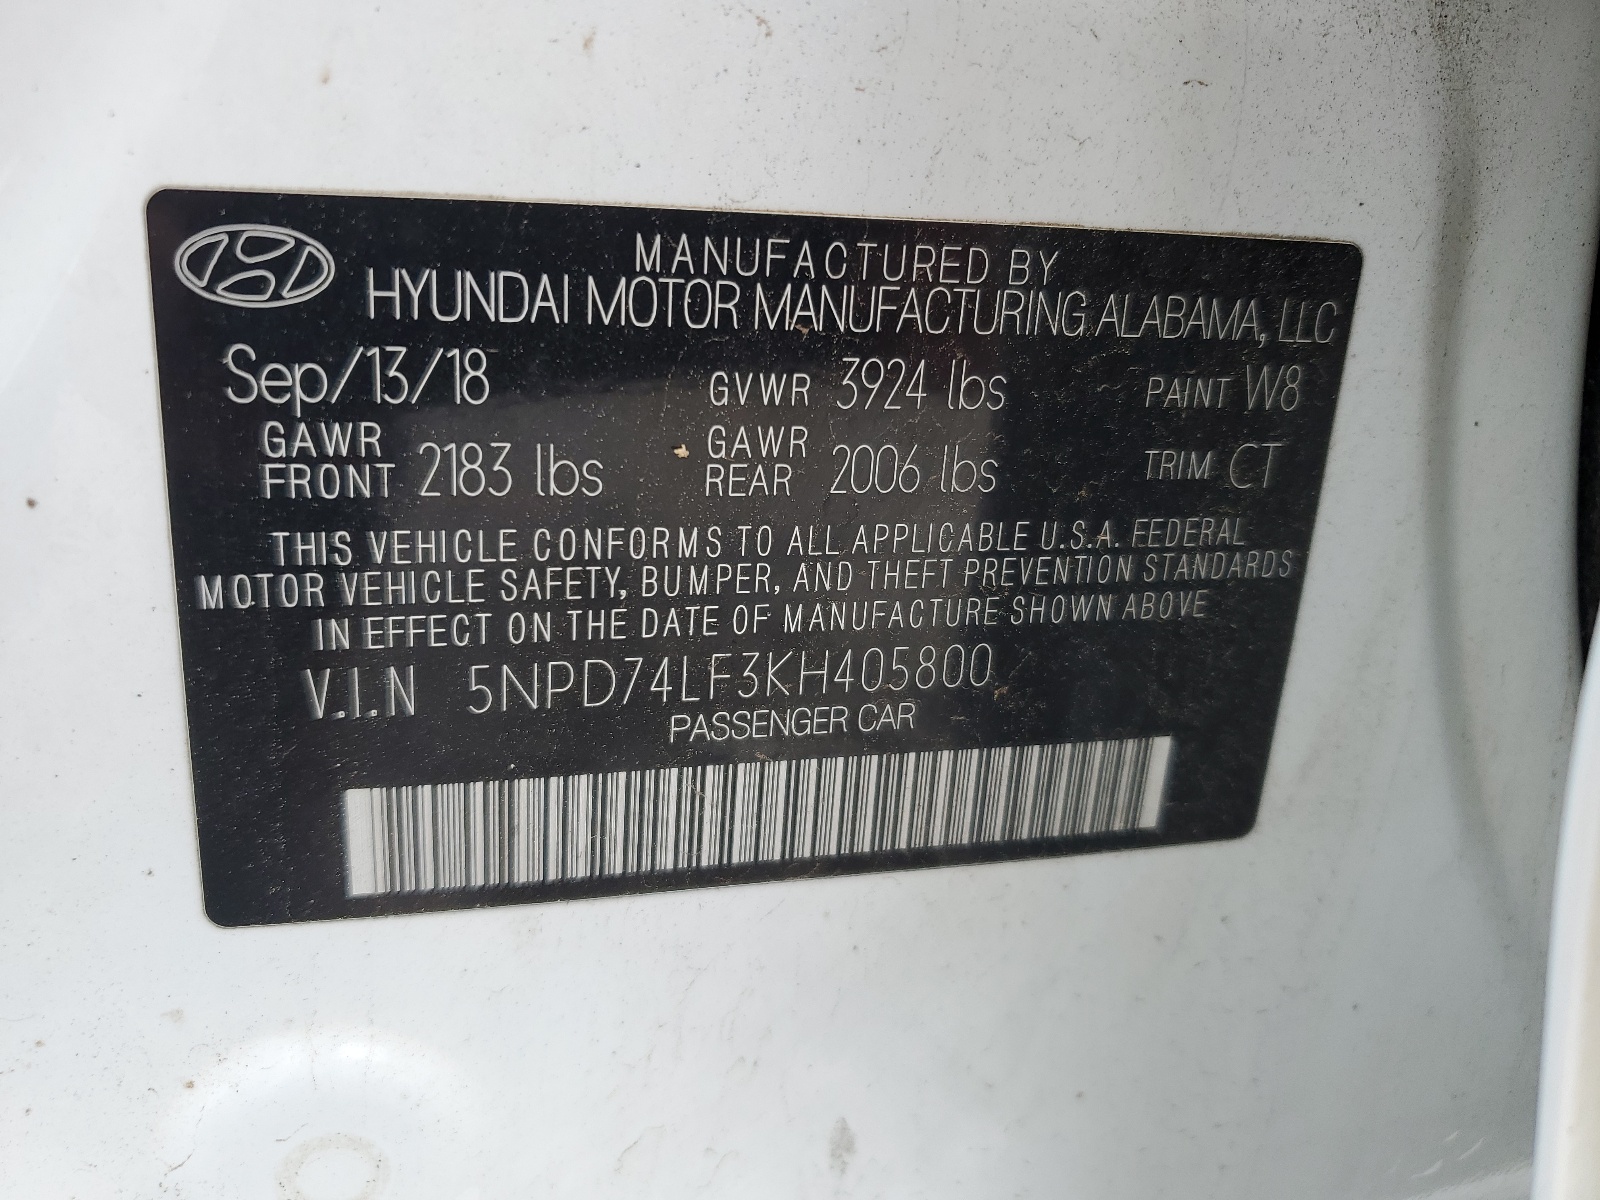 MANUFACTURED BY
HYUNDAI MOTOR MANUFACTURING ALABAMA, LLC
Sep/13/18 GVWR 3924 lbs PAINT W8
GAWR FRONT 2183 lbs GAWR REAR 2006 lbs TRIM CT
THIS VEHICLE CONFORMS TO ALL APPLICABLE U.S.A. FEDERAL
MOTOR VEHICLE SAFETY, BUMPER, AND THEFT PREVENTION STANDARDS
IN EFFECT ON THE DATE OF MANUFACTURE SHOWN ABOVE
V.I.N 5NPD74LF3KH405800
PASSENGER CAR